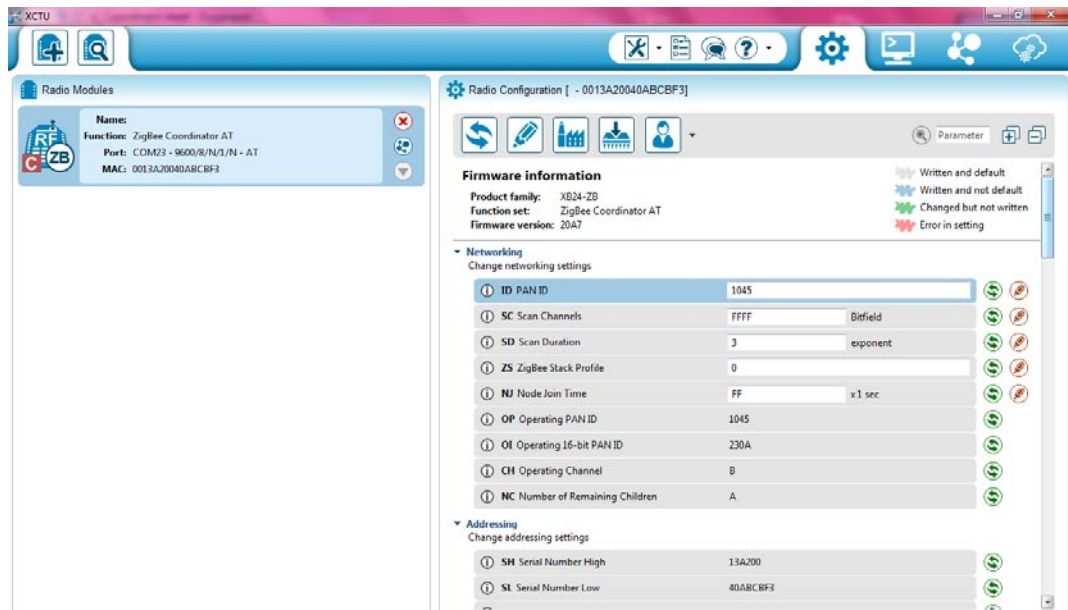 XCTU
Radio Modules
Name:
Function: ZigBee Coordinator AT
Port: COM23 - 9600/8/N/1/N - AT
MAC: 0013A20040ABCBF3
RF
C
ZB
Radio Configuration [ - 0013A20040ABCBF3]
Parameter
Firmware information
Product family: XB24-ZB
Function set: ZigBee Coordinator AT
Firmware version: 20A7
Written and default
Written and not default
Changed but not written
Error in setting
Networking
Change networking settings
ID PAN ID 1045
SC Scan Channels FFFF Bitfield
SD Scan Duration 3 exponent
ZS ZigBee Stack Profile 0
NJ Node Join Time FF x 1 sec
OP Operating PAN ID 1045
OI Operating 16-bit PAN ID 230A
CH Operating Channel B
NC Number of Remaining Children A
Addressing
Change addressing settings
SH Serial Number High 13A200
SL Serial Number Low 40ABCBF3